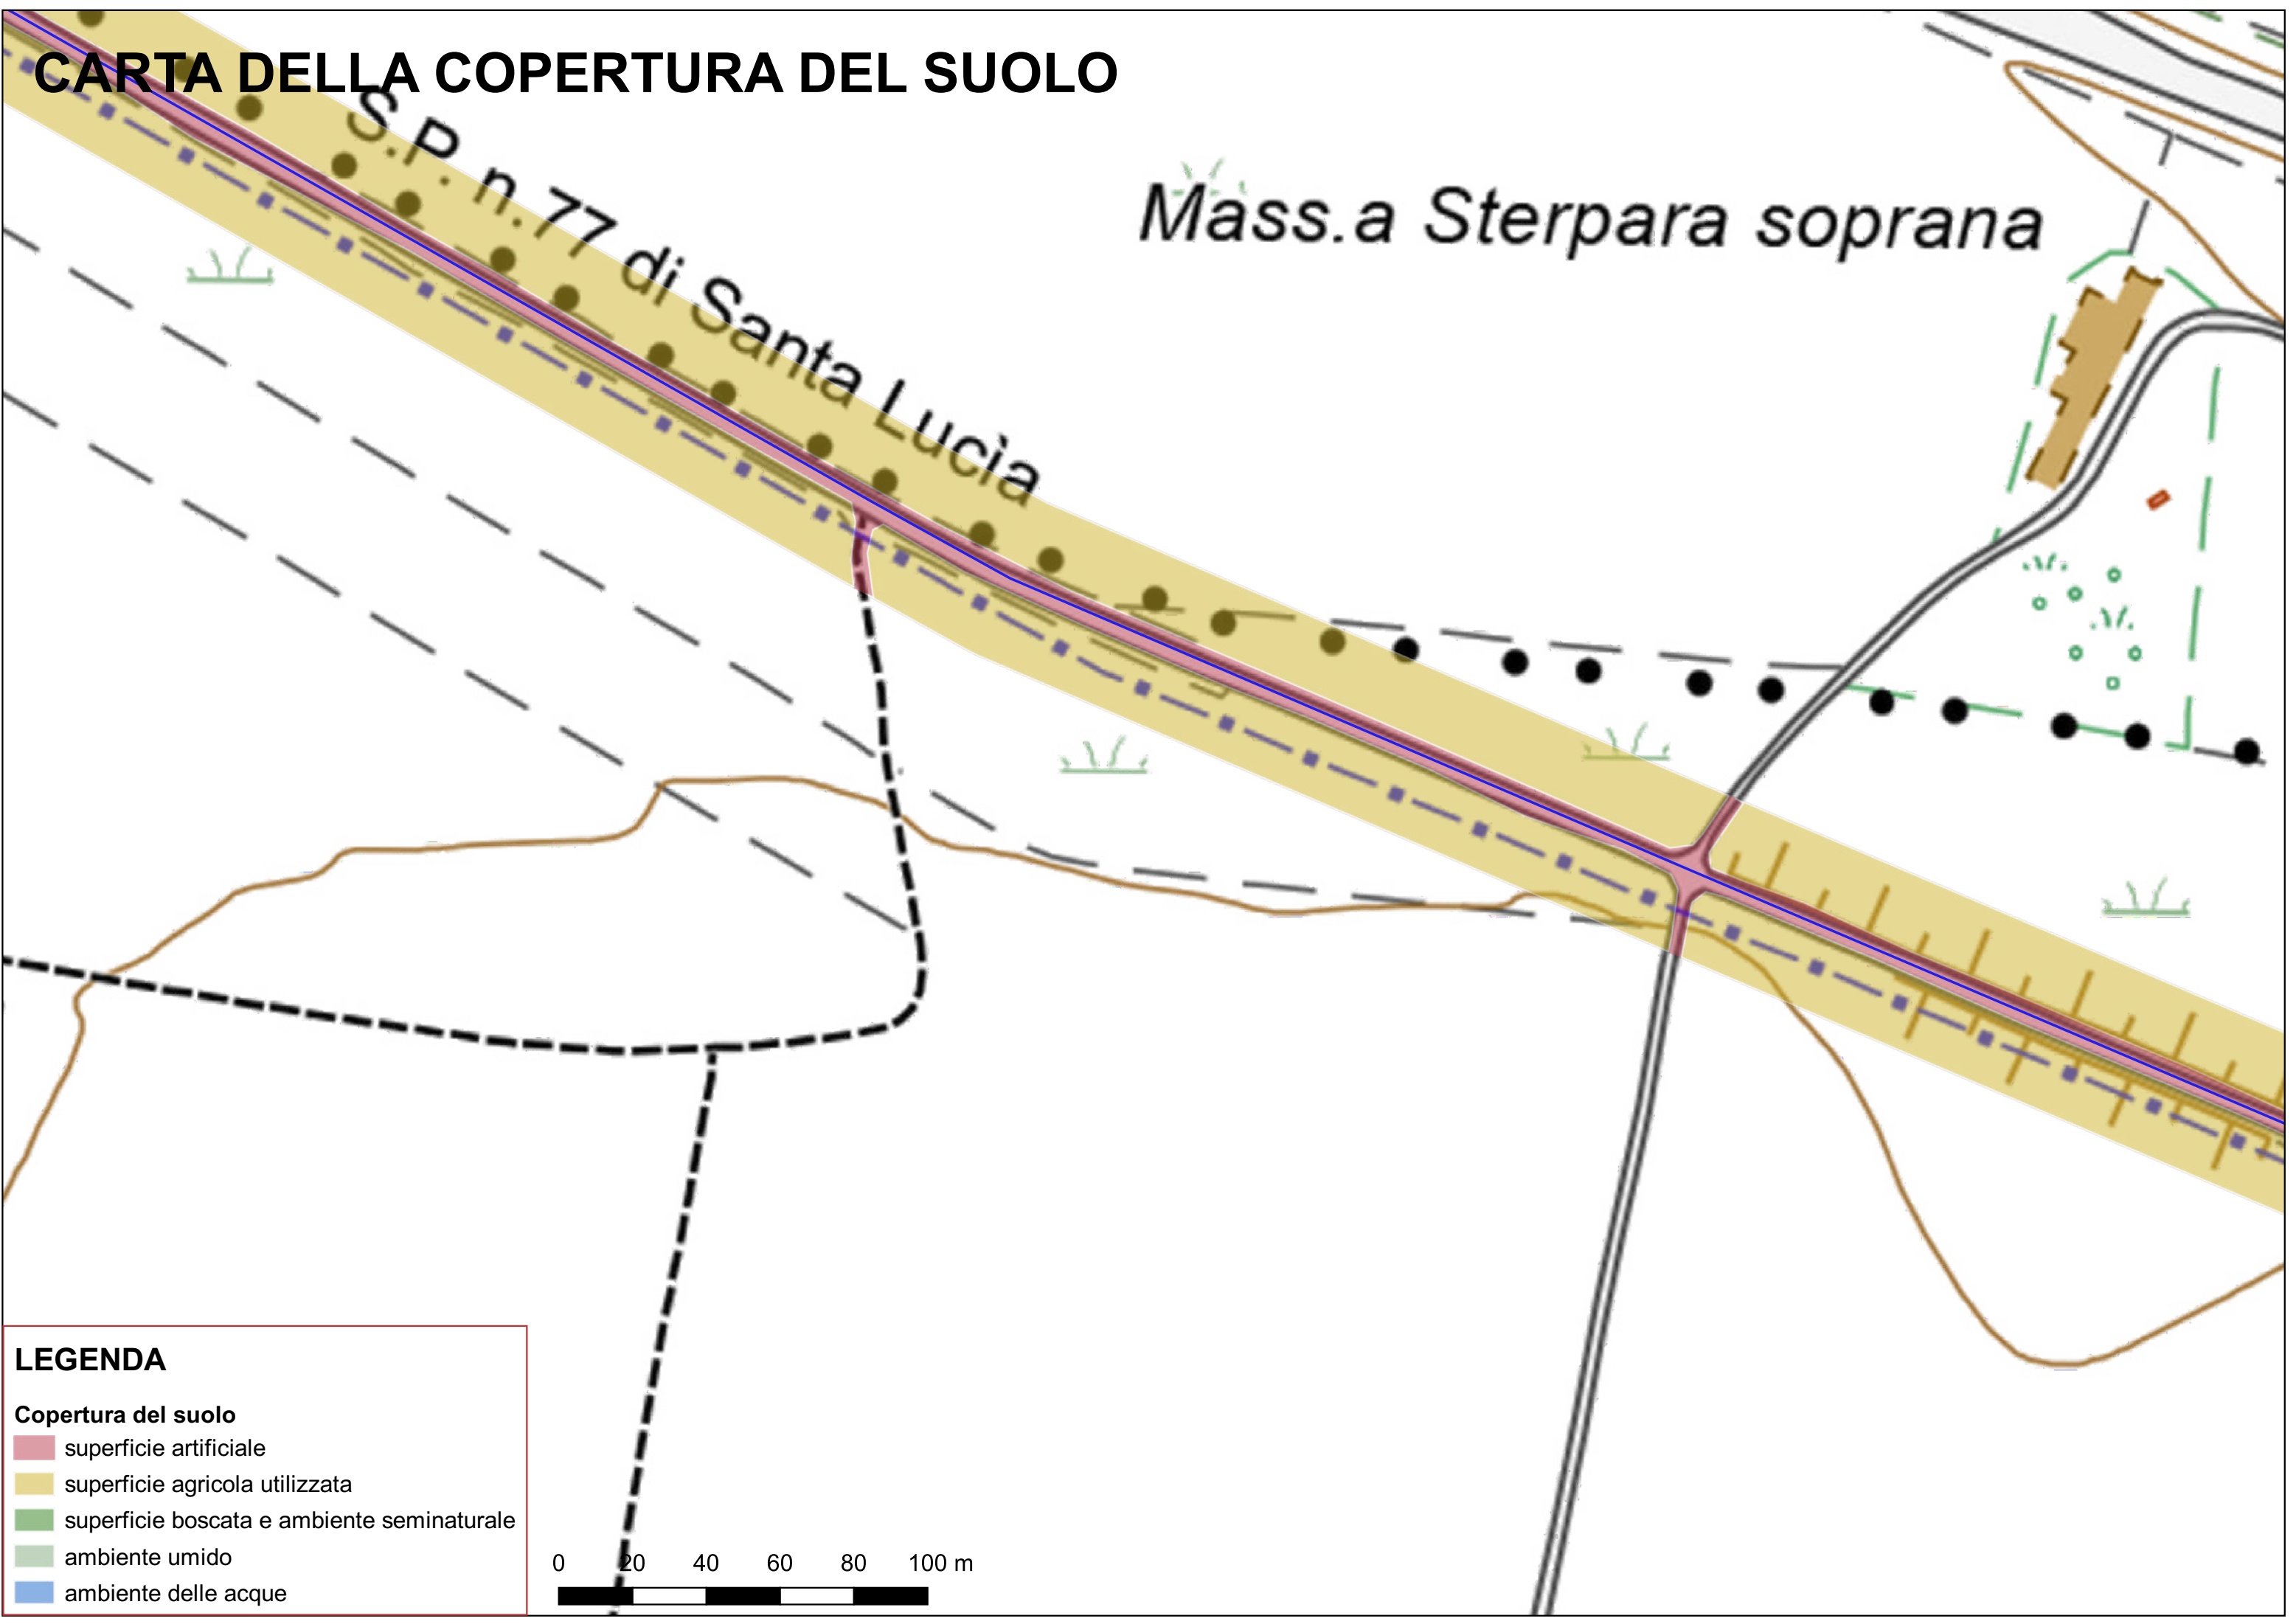 CARTA DELLA COPERTURA DEL SUOLO
S.P. n.77 di Santa Lucìa
Mass.a Sterpara soprana
LEGENDA
Copertura del suolo
superficie artificiale
superficie agricola utilizzata
superficie boscata e ambiente seminaturale
ambiente umido
ambiente delle acque
0 20 40 60 80 100 m